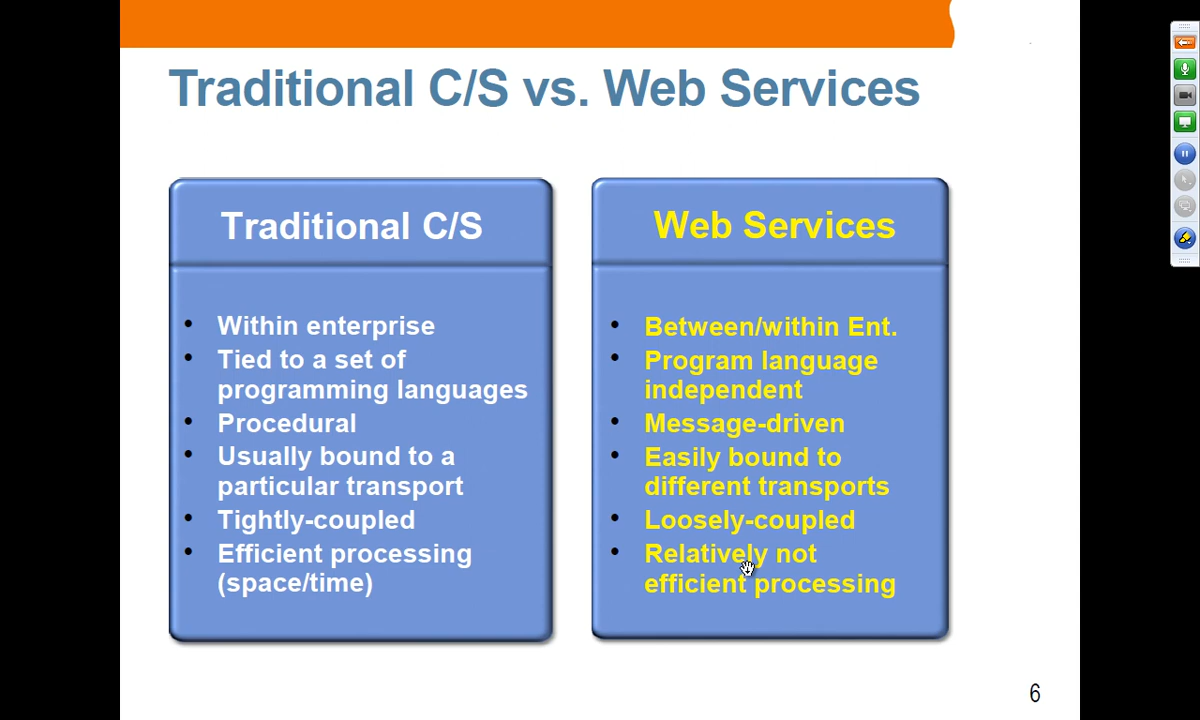 Traditional C/S vs. Web Services
Traditional C/S
• Within enterprise
• Tied to a set of
programming languages
• Procedural
• Usually bound to a
particular transport
• Tightly-coupled
• Efficient processing
(space/time)
Web Services
• Between/within Ent.
• Program language
independent
• Message-driven
• Easily bound to
different transports
• Loosely-coupled
• Relatively not
efficient processing
6